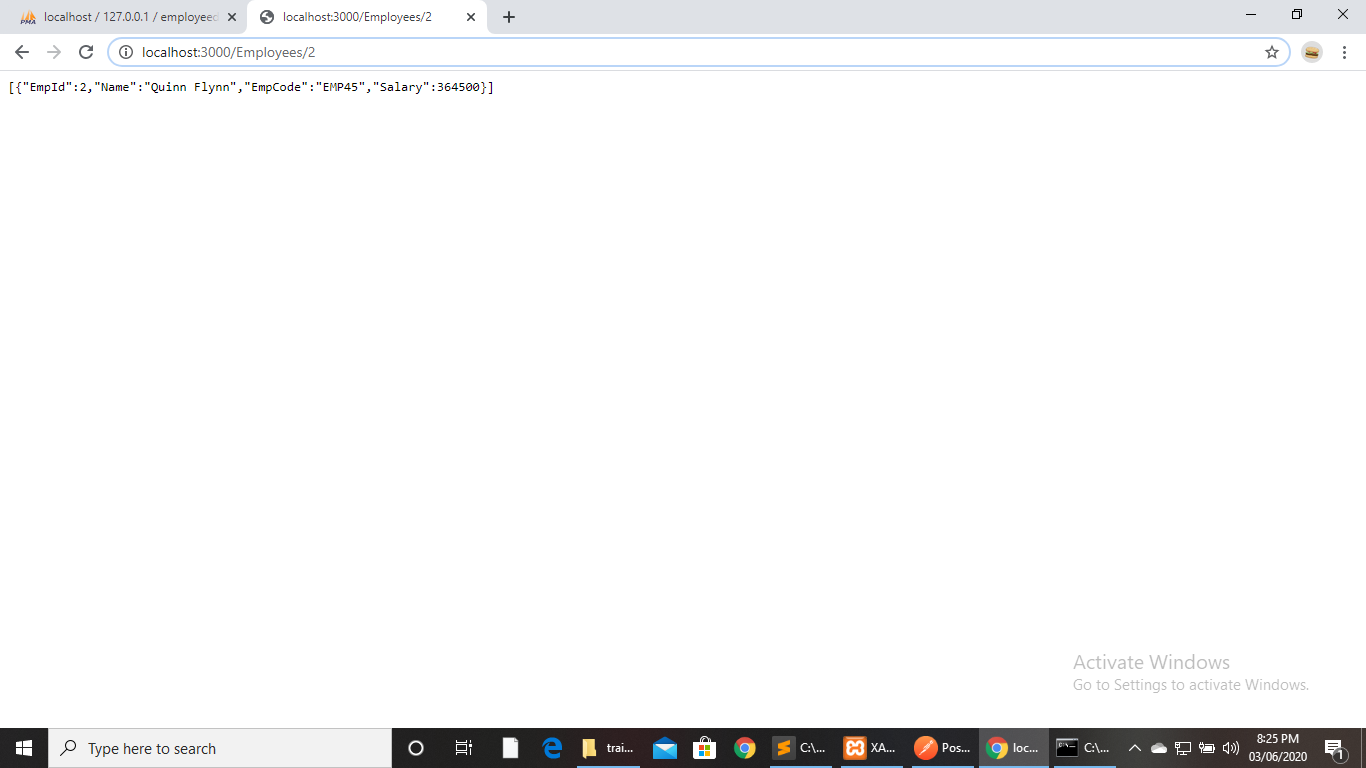 localhost / 127.0.0.1 / employeed
localhost:3000/Employees/2
localhost:3000/Employees/2
[{"EmpId":2,"Name":"Quinn Flynn","EmpCode":"EMP45","Salary":364500}]
Activate Windows
Go to Settings to activate Windows.
Type here to search
trai...
C:\...
XA...
Pos...
loc...
C:\...
8:25 PM
03/06/2020
1